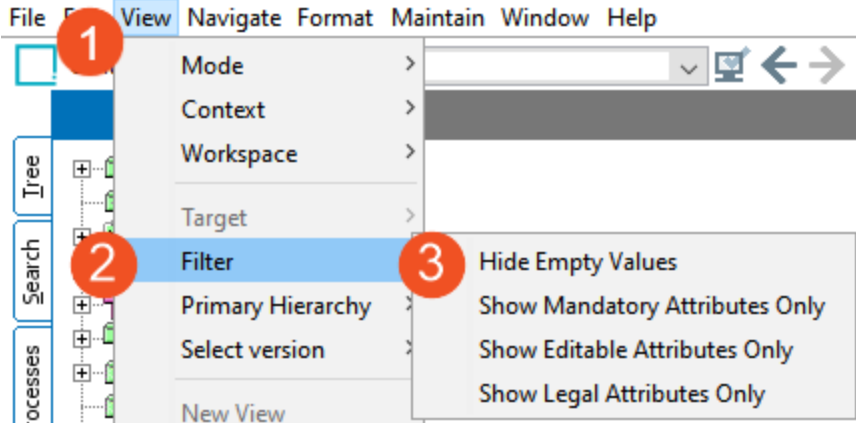 File View Navigate Format Maintain Window Help
1
Mode
Context
Workspace
Tree
Target
2 Filter 3 Hide Empty Values
Search
Primary Hierarchy Show Mandatory Attributes Only
Select version Show Editable Attributes Only
Show Legal Attributes Only
New View